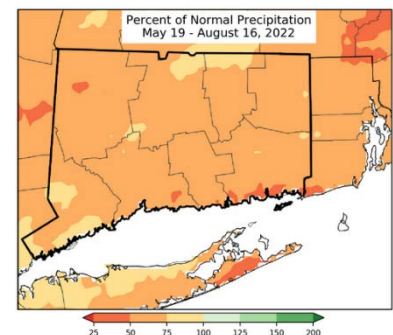 Percent of Normal Precipitation
May 19 - August 16, 2022
25 50 75 100 125 150 200